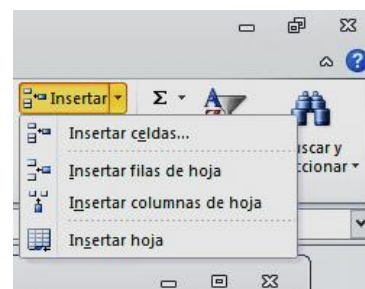 Insertar
Σ
A
Insertar celdas...
Insertar filas de hoja
Insertar columnas de hoja
Insertar hoja
?